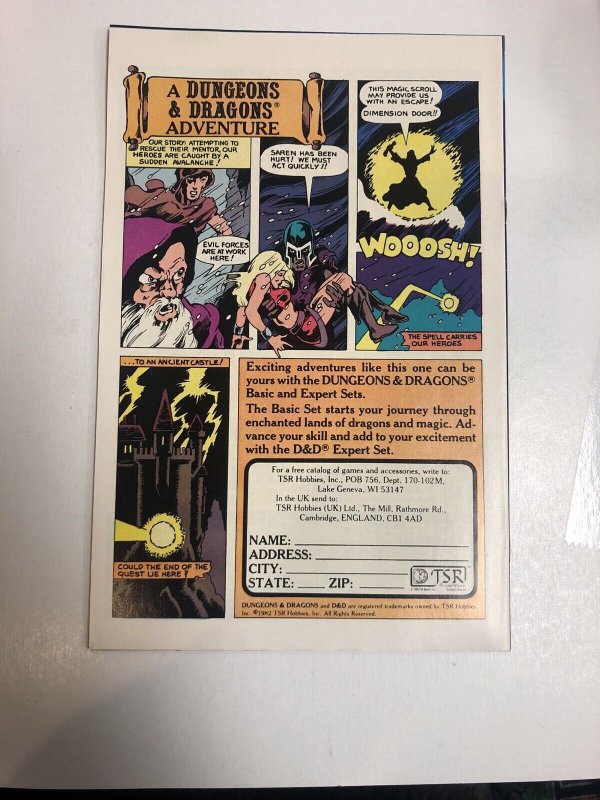 A DUNGEONS
& DRAGONS®
ADVENTURE
OUR STORY: ATTEMPTING TO
RESCUE THEIR MENTOR, OUR
HEROES ARE CAUGHT BY A
SUDDEN AVALANCHE!
EVIL FORCES
ARE AT WORK
HERE!
SAREN HAS BEEN
HURT! WE MUST
ACT QUICKLY!!
THIS MAGIC SCROLL
MAY PROVIDE US
WITH AN ESCAPE!
DIMENSION DOOR!!
WOOOSH!
THE SPELL CARRIES
OUR HEROES
...TO AN ANCIENT CASTLE!
COULD THE END OF THE
QUEST LIE HERE?
Exciting adventures like this one can be
yours with the DUNGEONS & DRAGONS®
Basic and Expert Sets.
The Basic Set starts your journey through
enchanted lands of dragons and magic. Ad-
vance your skill and add to your excitement
with the D&D® Expert Set.
For a free catalog of games and accessories, write to:
TSR Hobbies, Inc., POB 756, Dept. 170-102M,
Lake Geneva, WI 53147
In the UK send to:
TSR Hobbies (UK) Ltd., The Mill, Rathmore Rd.,
Cambridge, ENGLAND, CB1 4AD
NAME:
ADDRESS:
CITY:
STATE: ZIP:
TSR
DUNGEONS & DRAGONS and D&D are registered trademarks owned by TSR Hobbies
Inc. ©1982 TSR Hobbies, Inc. All Rights Reserved.